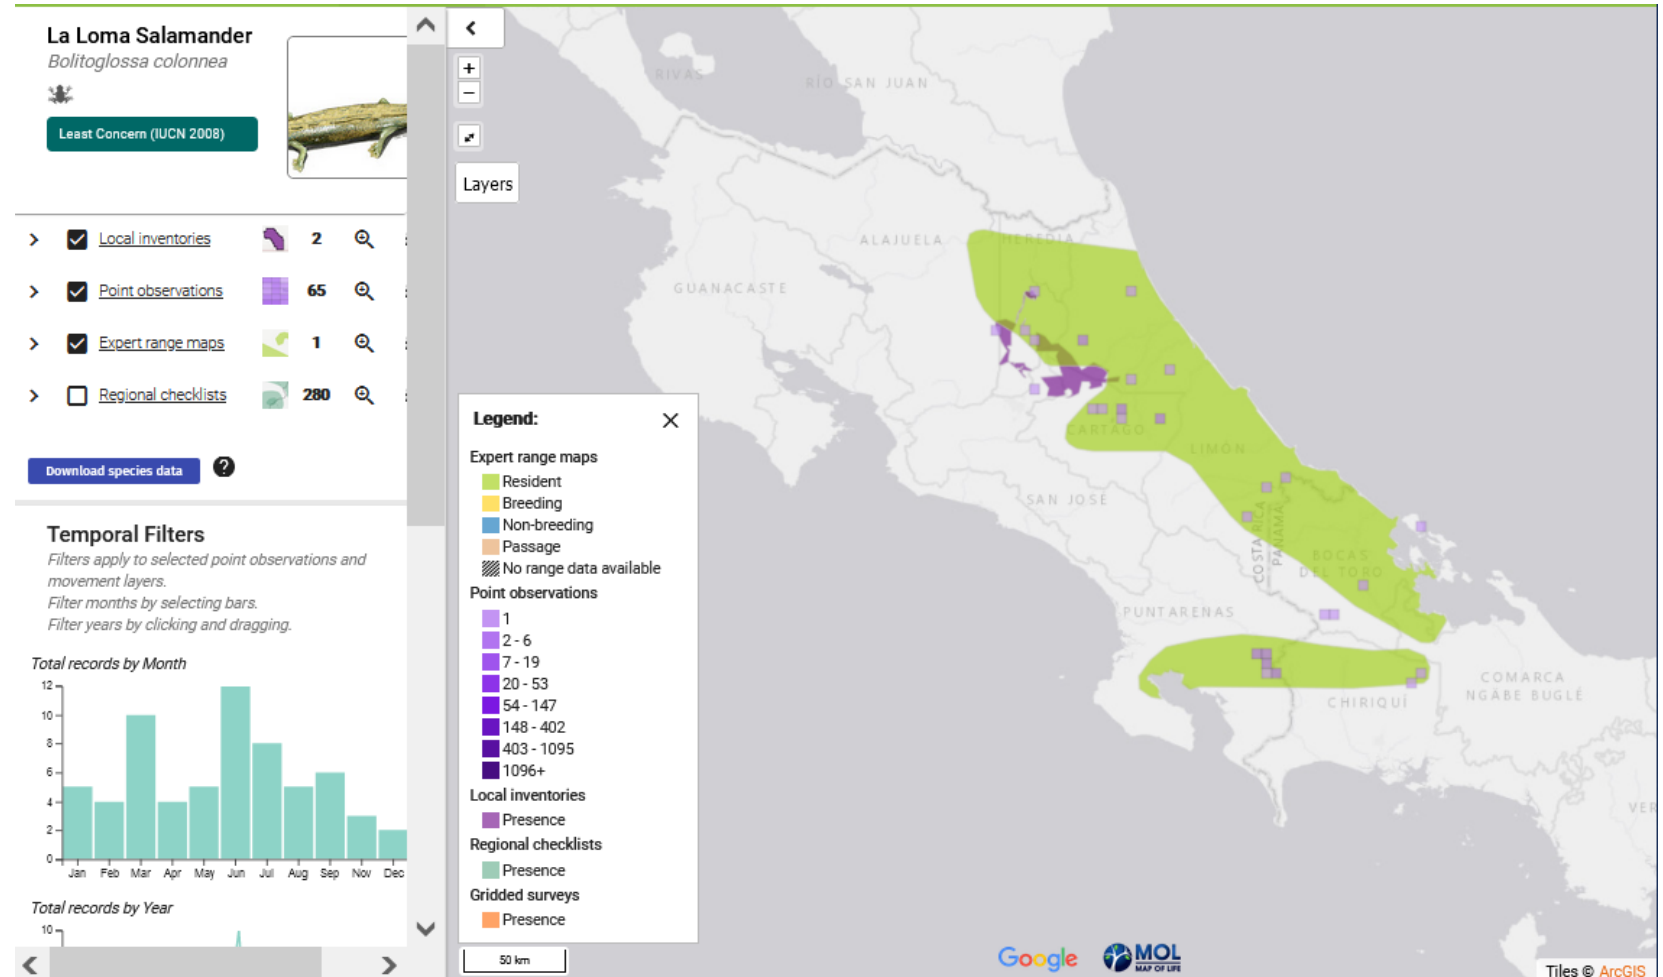 La Loma Salamander
Bolitoglossa colonnea
Least Concern (IUCN 2008)
Local inventories 2
Point observations 65
Expert range maps 1
Regional checklists 280
Download species data ?
Temporal Filters
Filters apply to selected point observations and
movement layers.
Filter months by selecting bars.
Filter years by clicking and dragging.
Total records by Month
12
10
8
6
4
2
0
Jan Feb Mar Apr May Jun Jul Aug Sep Nov Dec
Total records by Year
10
+
−
Layers
Legend:
Expert range maps
Resident
Breeding
Non-breeding
Passage
No range data available
Point observations
1
2 - 6
7 - 19
20 - 53
54 - 147
148 - 402
403 - 1095
1096+
Local inventories
Presence
Regional checklists
Presence
Gridded surveys
Presence
50 km
RIVAS
RÍO SAN JUAN
ALAJUELA
HEREDIA
GUANACASTE
CARTAGO
LIMÓN
SAN JOSÉ
COSTA RICA
PANAMÁ
BOCAS
DEL TORO
PUNTARENAS
COMARCA
NGÄBE BUGLÉ
CHIRIQUÍ
VER
Google
MOL
MAP OF LIFE
Tiles © ArcGIS